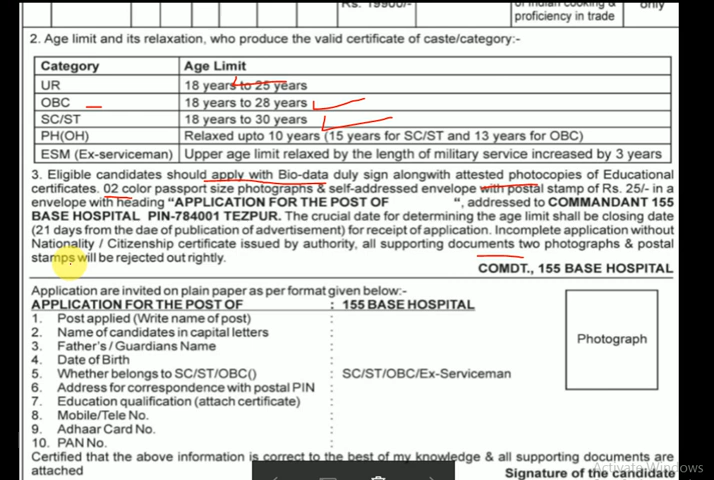 Rs. 19900/-
of Indian cooking &
only
proficiency in trade
2. Age limit and its relaxation, who produce the valid certificate of caste/category:-
Category Age Limit
UR 18 years to 25 years
OBC 18 years to 28 years
SC/ST 18 years to 30 years
PH(OH) Relaxed upto 10 years (15 years for SC/ST and 13 years for OBC)
ESM (Ex-serviceman) Upper age limit relaxed by the length of military service increased by 3 years
3. Eligible candidates should apply with Bio-data duly sign alongwith attested photocopies of Educational
certificates. 02 color passport size photographs & self-addressed envelope with postal stamp of Rs. 25/- in a
envelope with heading "APPLICATION FOR THE POST OF ", addressed to COMMANDANT 155
BASE HOSPITAL PIN-784001 TEZPUR. The crucial date for determining the age limit shall be closing date
(21 days from the dae of publication of advertisement) for receipt of application. Incomplete application without
Nationality / Citizenship certificate issued by authority, all supporting documents two photographs & postal
stamps will be rejected out rightly.
COMDT., 155 BASE HOSPITAL
Application are invited on plain paper as per format given below:-
APPLICATION FOR THE POST OF : 155 BASE HOSPITAL
1. Post applied (Write name of post) :
2. Name of candidates in capital letters :
3. Father's / Guardians Name :
4. Date of Birth :
5. Whether belongs to SC/ST/OBC() : SC/ST/OBC/Ex-Serviceman
6. Address for correspondence with postal PIN :
7. Education qualification (attach certificate) :
8. Mobile/Tele No. :
9. Adhaar Card No. :
10. PAN No. :
Photograph
Certified that the above information is correct to the best of my knowledge & all supporting documents are
attached
Activate Windows
Signature of the candidate